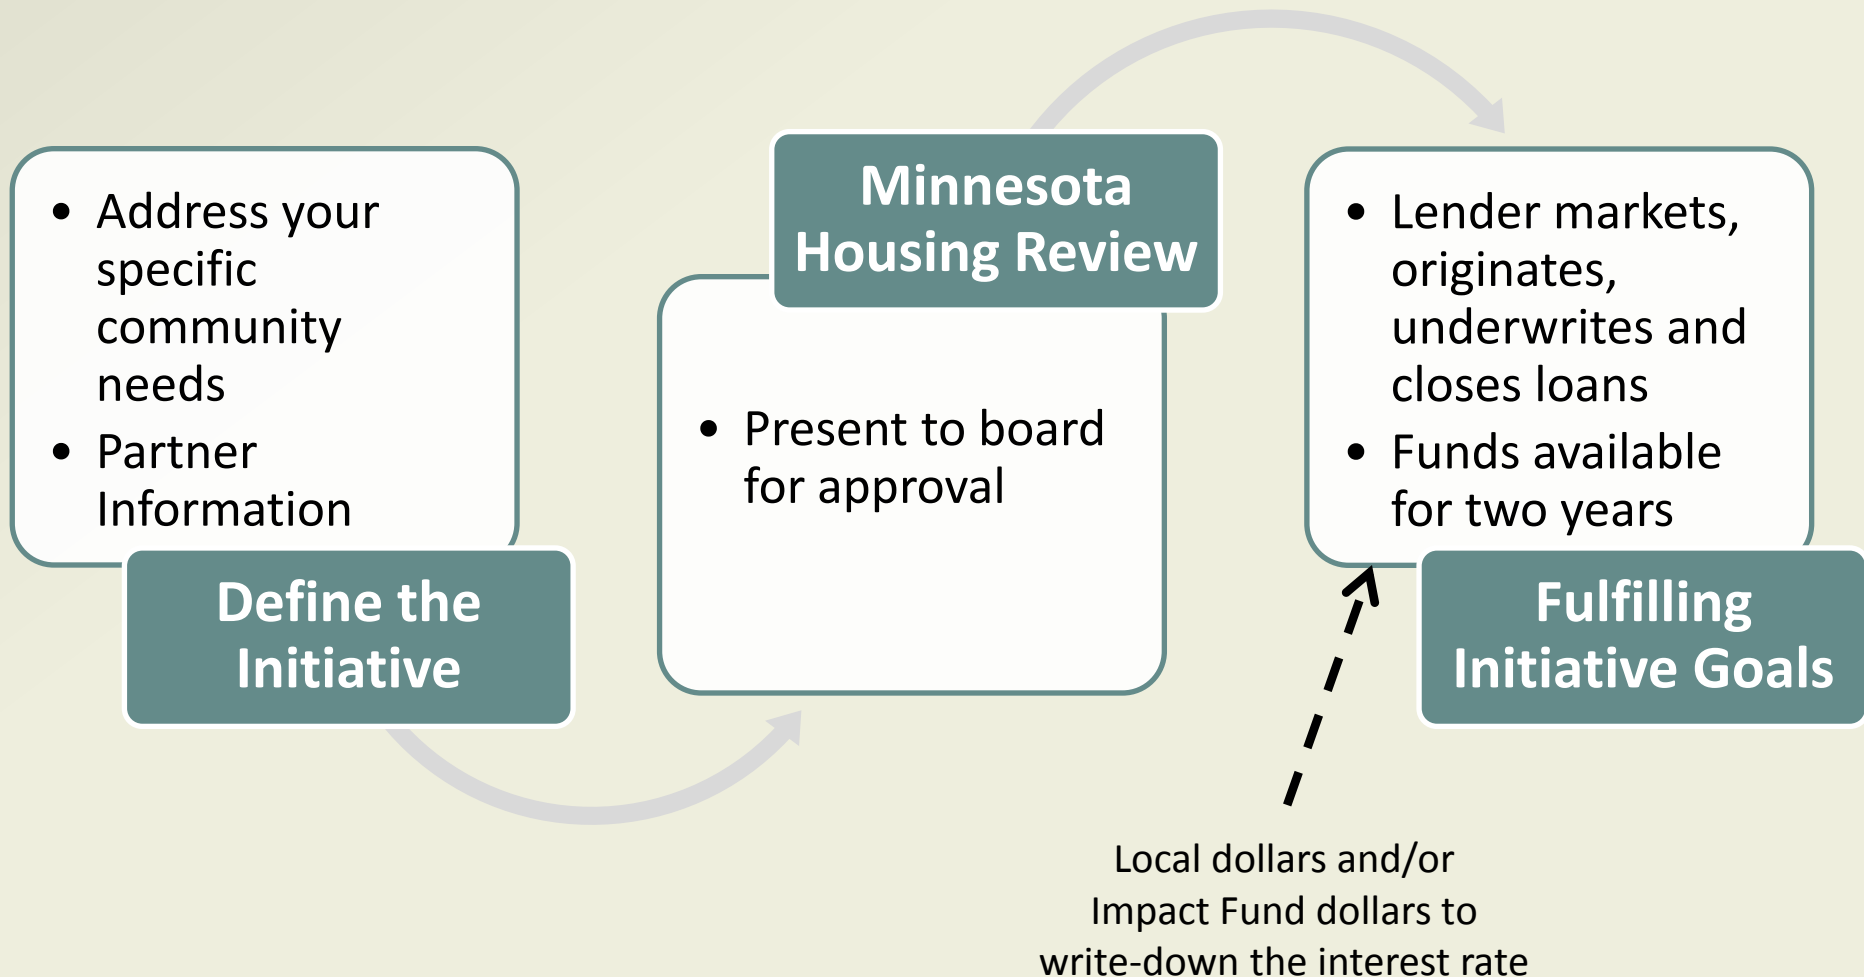 • Address your
specific
community
needs
• Partner
Information
Define the
Initiative
Minnesota
Housing Review
• Present to board
for approval
• Lender markets,
originates,
underwrites and
closes loans
• Funds available
for two years
Fulfilling
Initiative Goals
Local dollars and/or
Impact Fund dollars to
write-down the interest rate